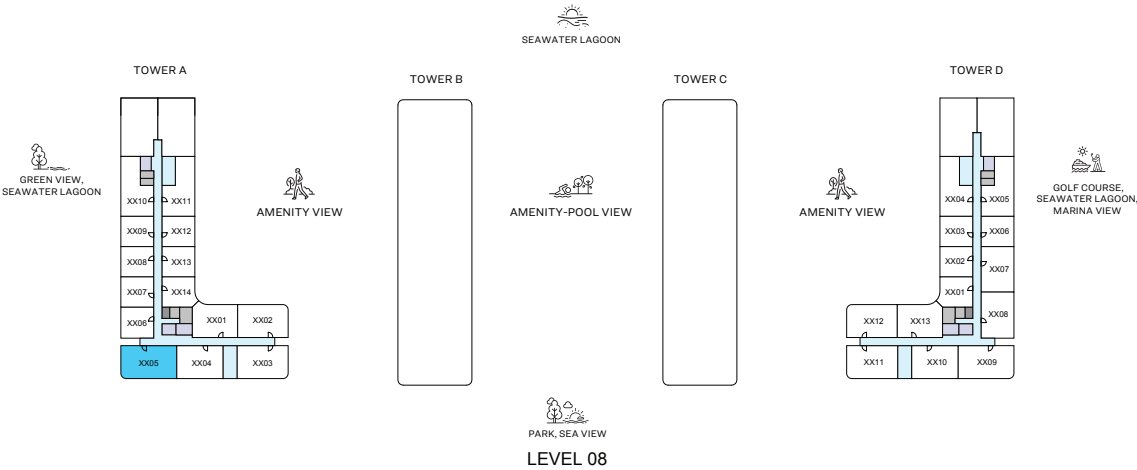 SEAWATER LAGOON
TOWER A
TOWER B
TOWER C
TOWER D
GREEN VIEW,
SEAWATER LAGOON
AMENITY VIEW
AMENITY-POOL VIEW
AMENITY VIEW
GOLF COURSE,
SEAWATER LAGOON,
MARINA VIEW
XX10 XX11
XX09 XX12
XX08 XX13
XX07 XX14
XX06 XX01 XX02
XX05 XX04 XX03
XX04 XX05
XX03 XX06
XX02 XX07
XX01
XX12 XX13 XX08
XX11 XX10 XX09
PARK, SEA VIEW
LEVEL 08